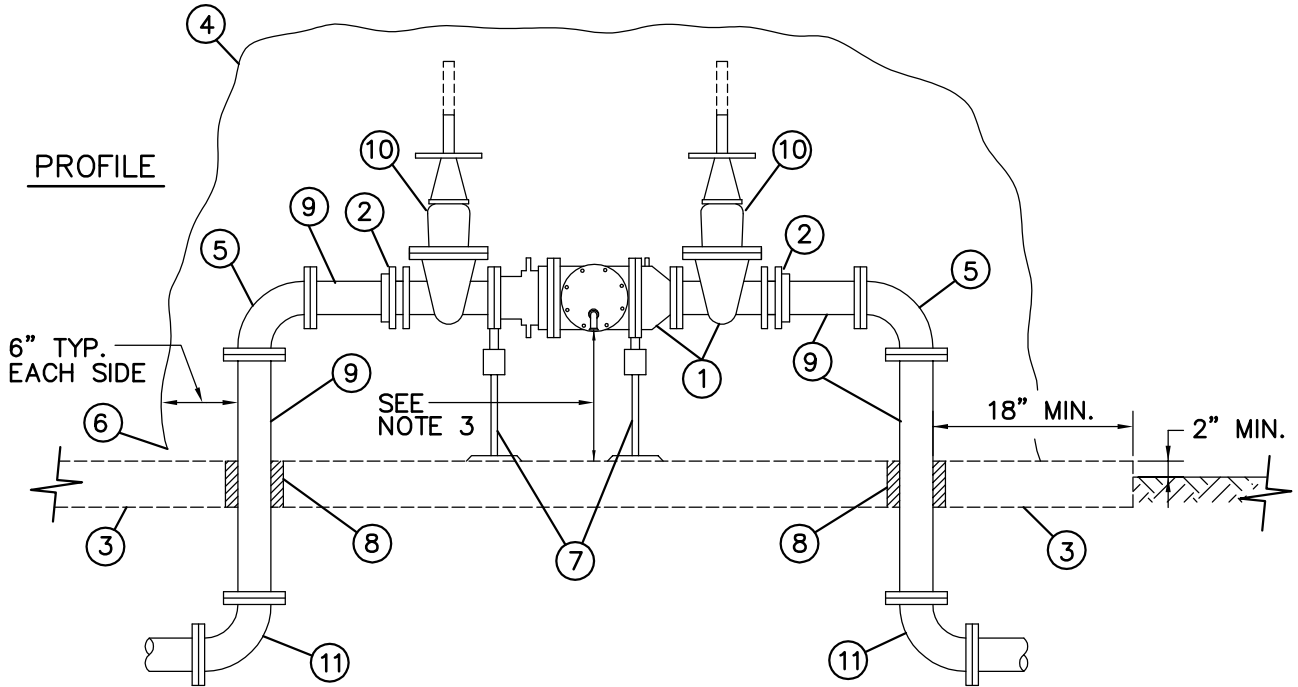 4
PROFILE
10
10
9
2
2
5
5
6” TYP.
EACH SIDE
9
SEE
NOTE 3
1
9
18” MIN.
2” MIN.
6
3
8
7
8
3
11
11